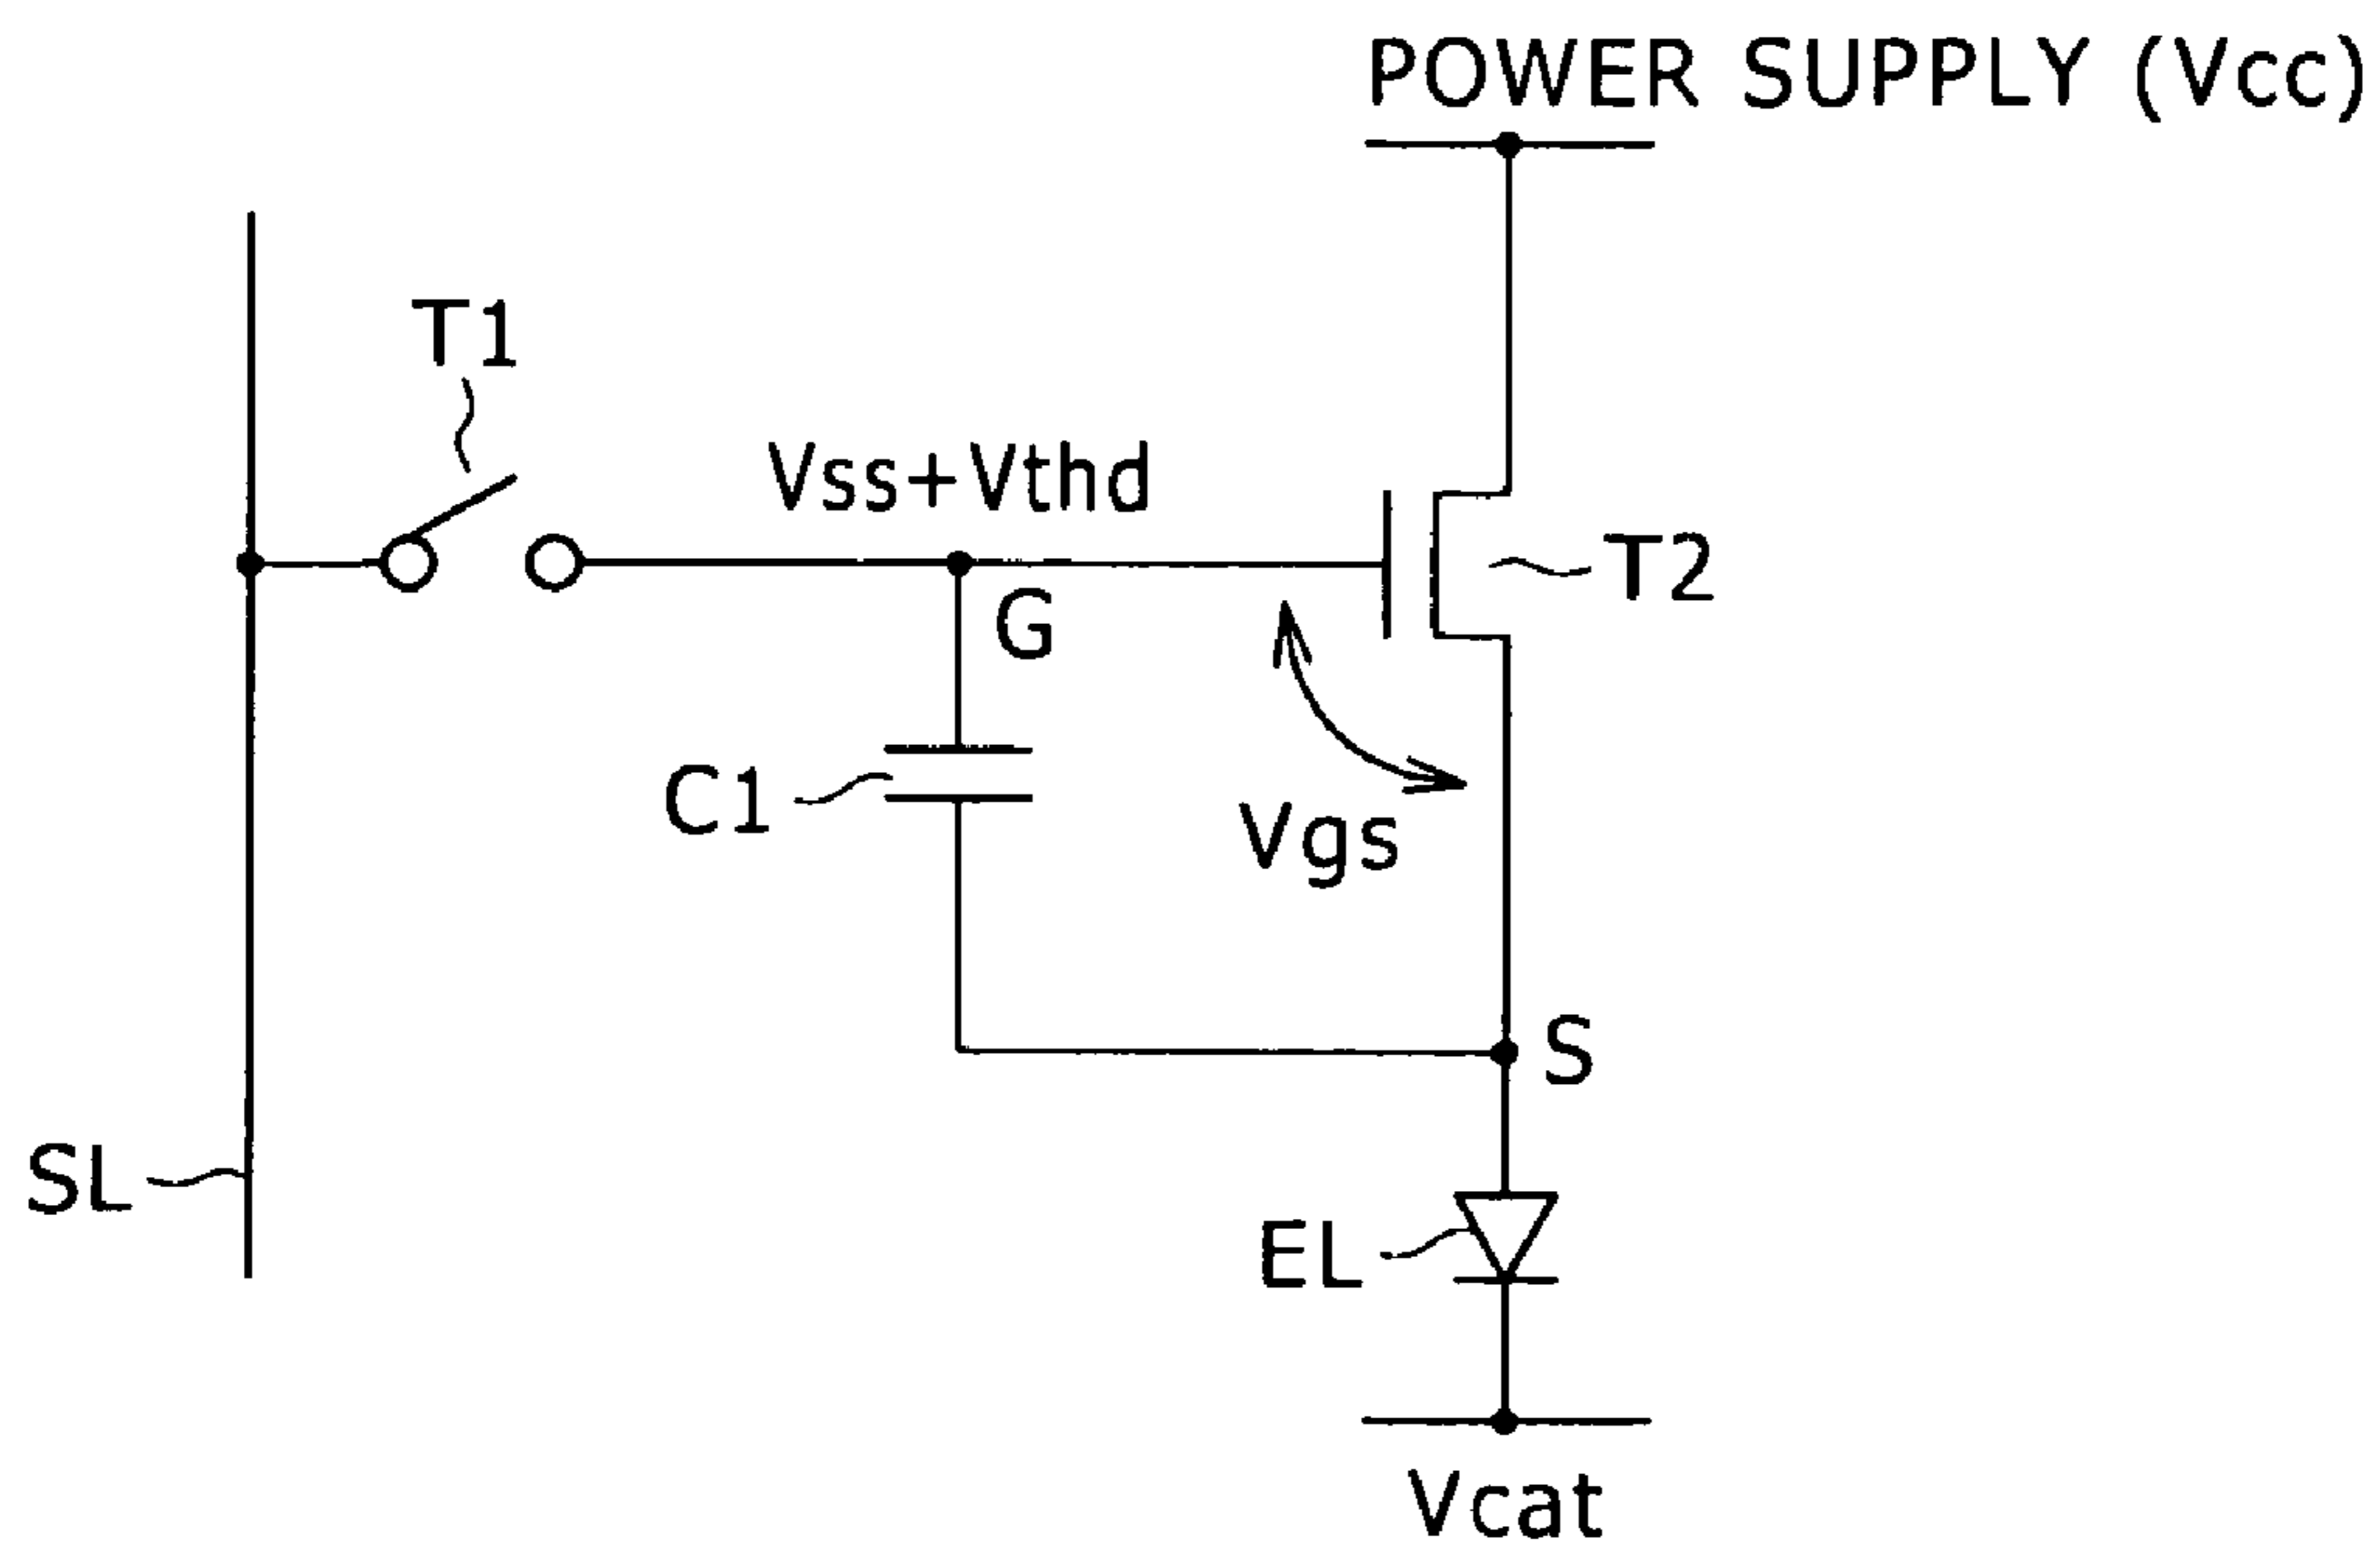 POWER SUPPLY (Vcc)
T1
Vss+Vthd
T2
G
C1
Vgs
S
SL
EL
Vcat